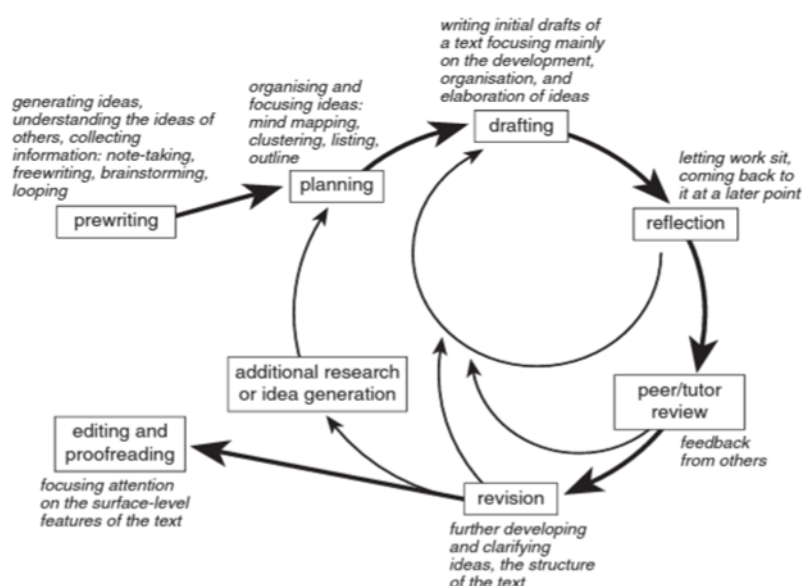 generating ideas,
understanding the ideas of
others, collecting
information: note-taking,
freewriting, brainstorming,
looping
prewriting
organising and
focusing ideas:
mind mapping,
clustering, listing,
outline
planning
writing initial drafts of
a text focusing mainly
on the development,
organisation, and
elaboration of ideas
drafting
letting work sit,
coming back to
it at a later point
reflection
peer/tutor
review
feedback
from others
revision
further developing
and clarifying
ideas, the structure
of the text
additional research
or idea generation
editing and
proofreading
focusing attention
on the surface-level
features of the text